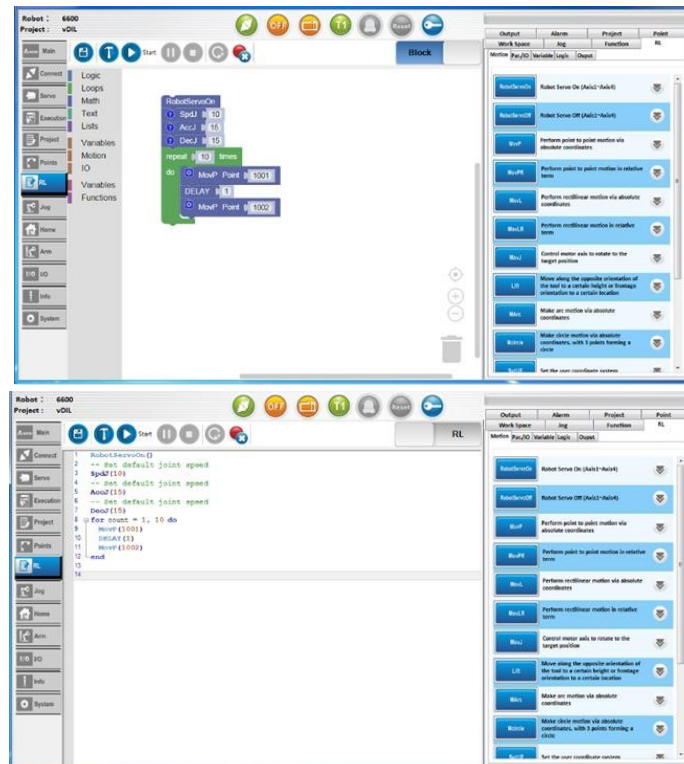 Robot : 6600
Project : vDIL
OFF
T1
Reset
Main
Start
Block
Connect
Servo
Execution
Project
Points
RL
Jog
Home
Arm
I/O I/O
Info
System
Logic
Loops
Math
Text
Lists
Variables
Motion
IO
Variables
Functions
RobotServoOn
SpdJ 10
AccJ 15
DecJ 15
repeat 10 times
do MovP Point 1001
DELAY 1
MovP Point 1002
Output Alarm Project Point
Work Space Jog Function RL
Motion Par./IO Variable Logic Ouput
RobotServoOn Robot Servo On (Axis1~Axis4)
RobotServoOff Robot Servo Off (Axis1~Axis4)
MovP Perform point to point motion via
absolute coordinates
MovPR Perform point to point motion in relative
term
MovL Perform rectilinear motion via absolute
coordinates
MovLR Perform rectilinear motion in relative
term
MovJ Control motor axis to rotate to the
target position
Lift Move along the opposite orientation of
the tool to a certain height or frontage
orientation to a certain location
MArc Make arc motion via absolute
coordinates
Mcircle Make circle motion via absolute
coordinates, with 3 points forming a
circle
Set the user coordinate system
Robot : 6600
Project : vDIL
OFF
T1
Reset
Main
Start
RL
Connect
Servo
Execution
Project
Points
RL
Jog
Home
Arm
I/O I/O
Info
System
1 RobotServoOn()
2 -- Set default joint speed
3 SpdJ(10)
4 -- Set default joint speed
5 AccJ(15)
6 -- Set default joint speed
7 DecJ(15)
8 for count = 1, 10 do
9 MovP(1001)
10 DELAY(1)
11 MovP(1002)
12 end
13
14
Output Alarm Project Point
Work Space Jog Function RL
Motion Par./IO Variable Logic Ouput
RobotServoOn Robot Servo On (Axis1~Axis4)
RobotServoOff Robot Servo Off (Axis1~Axis4)
MovP Perform point to point motion via
absolute coordinates
MovPR Perform point to point motion in relative
term
MovL Perform rectilinear motion via absolute
coordinates
MovLR Perform rectilinear motion in relative
term
MovJ Control motor axis to rotate to the
target position
Lift Move along the opposite orientation of
the tool to a certain height or frontage
orientation to a certain location
MArc Make arc motion via absolute
coordinates
Mcircle Make circle motion via absolute
coordinates, with 3 points forming a
circle
Set the user coordinate system